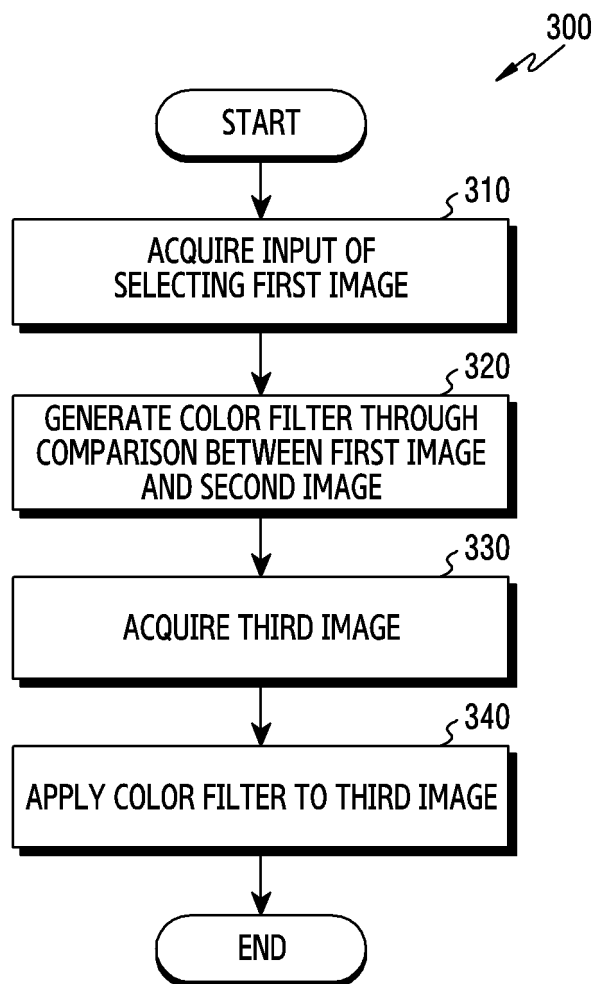 300
START
310
ACQUIRE INPUT OF
SELECTING FIRST IMAGE
320
GENERATE COLOR FILTER THROUGH
COMPARISON BETWEEN FIRST IMAGE
AND SECOND IMAGE
330
ACQUIRE THIRD IMAGE
340
APPLY COLOR FILTER TO THIRD IMAGE
END